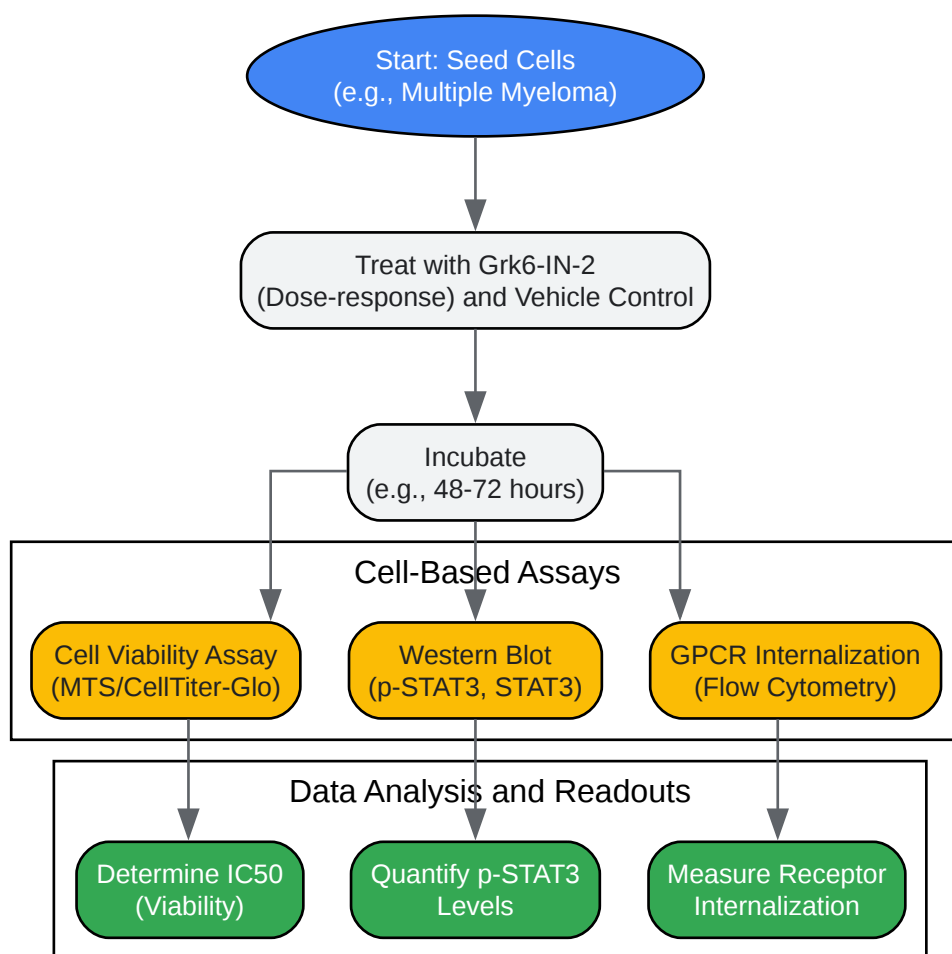 Start: Seed Cells
(e.g., Multiple Myeloma)
Treat with Grk6-IN-2
(Dose-response) and Vehicle Control
Incubate
(e.g., 48-72 hours)
Cell-Based Assays
Cell Viability Assay
(MTS/CellTiter-Glo)
Western Blot
(p-STAT3, STAT3)
GPCR Internalization
(Flow Cytometry)
Data Analysis and Readouts
Determine IC50
(Viability)
Quantify p-STAT3
Levels
Measure Receptor
Internalization